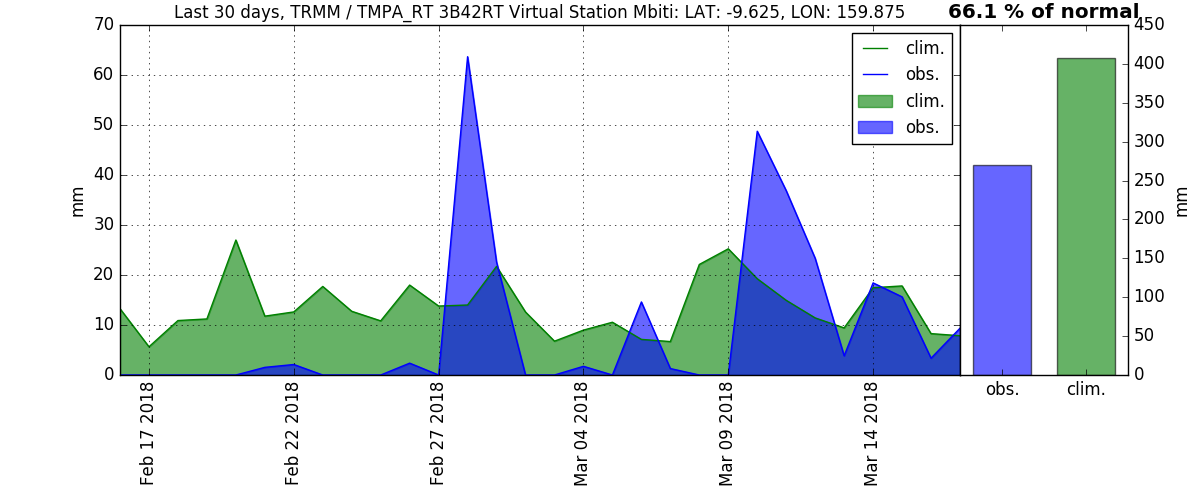 Last 30 days, TRMM / TMPA_RT 3B42RT Virtual Station Mbiti: LAT: -9.625, LON: 159.875
66.1 % of normal
70
60
50
40
30
20
10
0
mm
clim.
obs.
clim.
obs.
Feb 17 2018
Feb 22 2018
Feb 27 2018
Mar 04 2018
Mar 09 2018
Mar 14 2018
450
400
350
300
250
200
150
100
50
0
mm
obs.
clim.